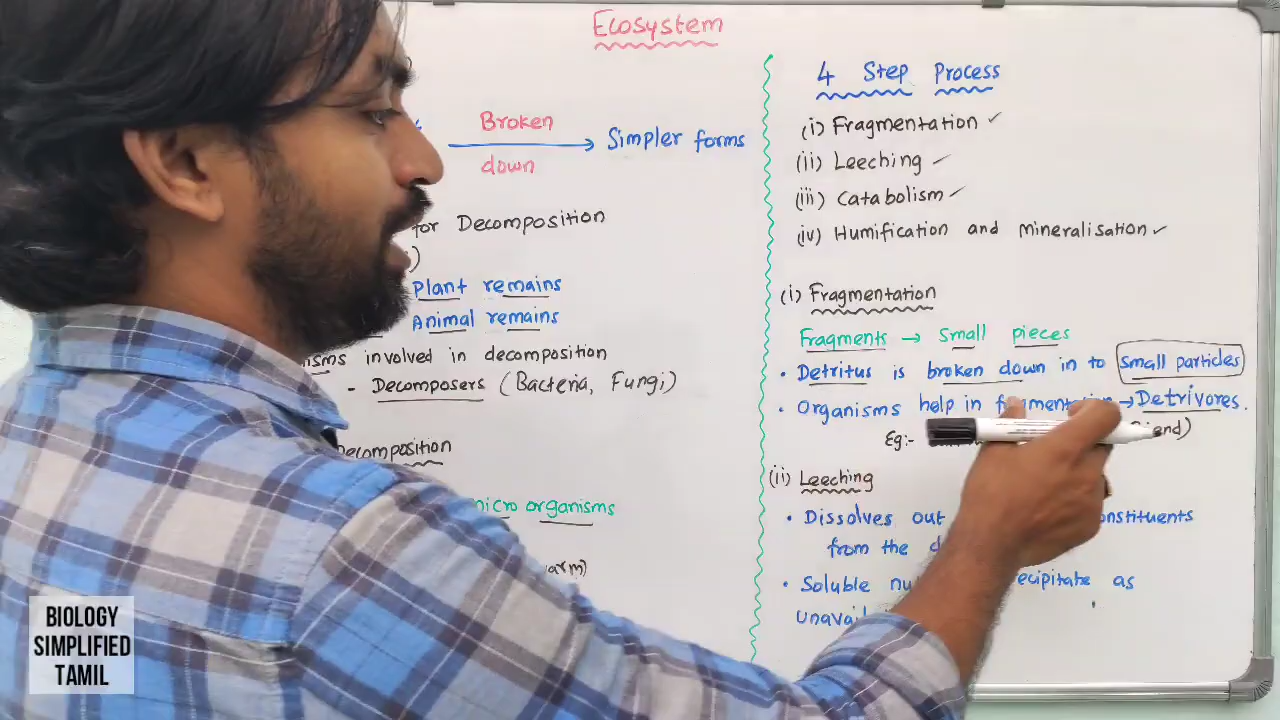 Ecosystem
Broken
down
Simpler forms
for Decomposition
Plant remains
Animal remains
involved in decomposition
- Decomposers (Bacteria, Fungi)
Decomposition
micro organisms
4 Step Process
(i) Fragmentation ✓
(ii) Leeching ✓
(iii) Catabolism ✓
(iv) Humification and mineralisation ✓
(i) Fragmentation
Fragments → Small pieces
• Detritus is broken down in to small particles
• Organisms help in fragmentation → Detrivores.
Eg:-
(ii) Leeching
• Dissolves out
from the
• Soluble as
BIOLOGY
SIMPLIFIED
TAMIL